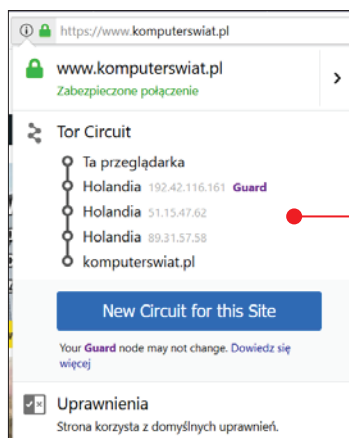 https://www.komputerswiat.pl
www.komputerswiat.pl
Zabezpieczone połączenie
Tor Circuit
Ta przeglądarka
Holandia 192.42.116.161 Guard
Holandia 51.15.47.62
Holandia 89.31.57.58
komputerswiat.pl
New Circuit for this Site
Your Guard node may not change. Dowiedz się
więcej
Uprawnienia
Strona korzysta z domyślnych uprawnień.